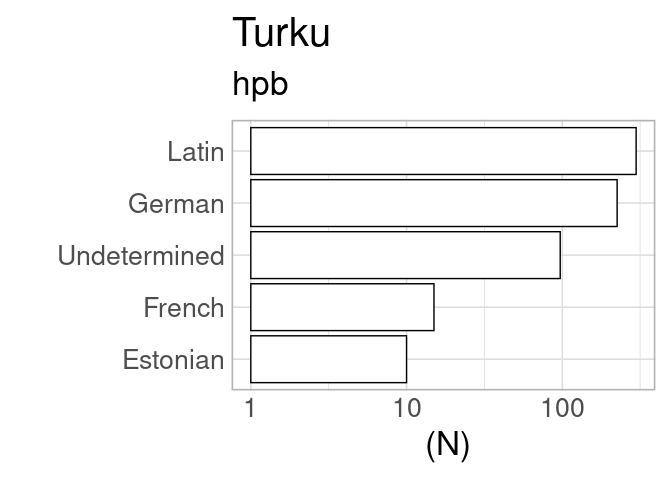 Turku
hpb
Latin
German
Undetermined
French
Estonian
1 10 100
(N)